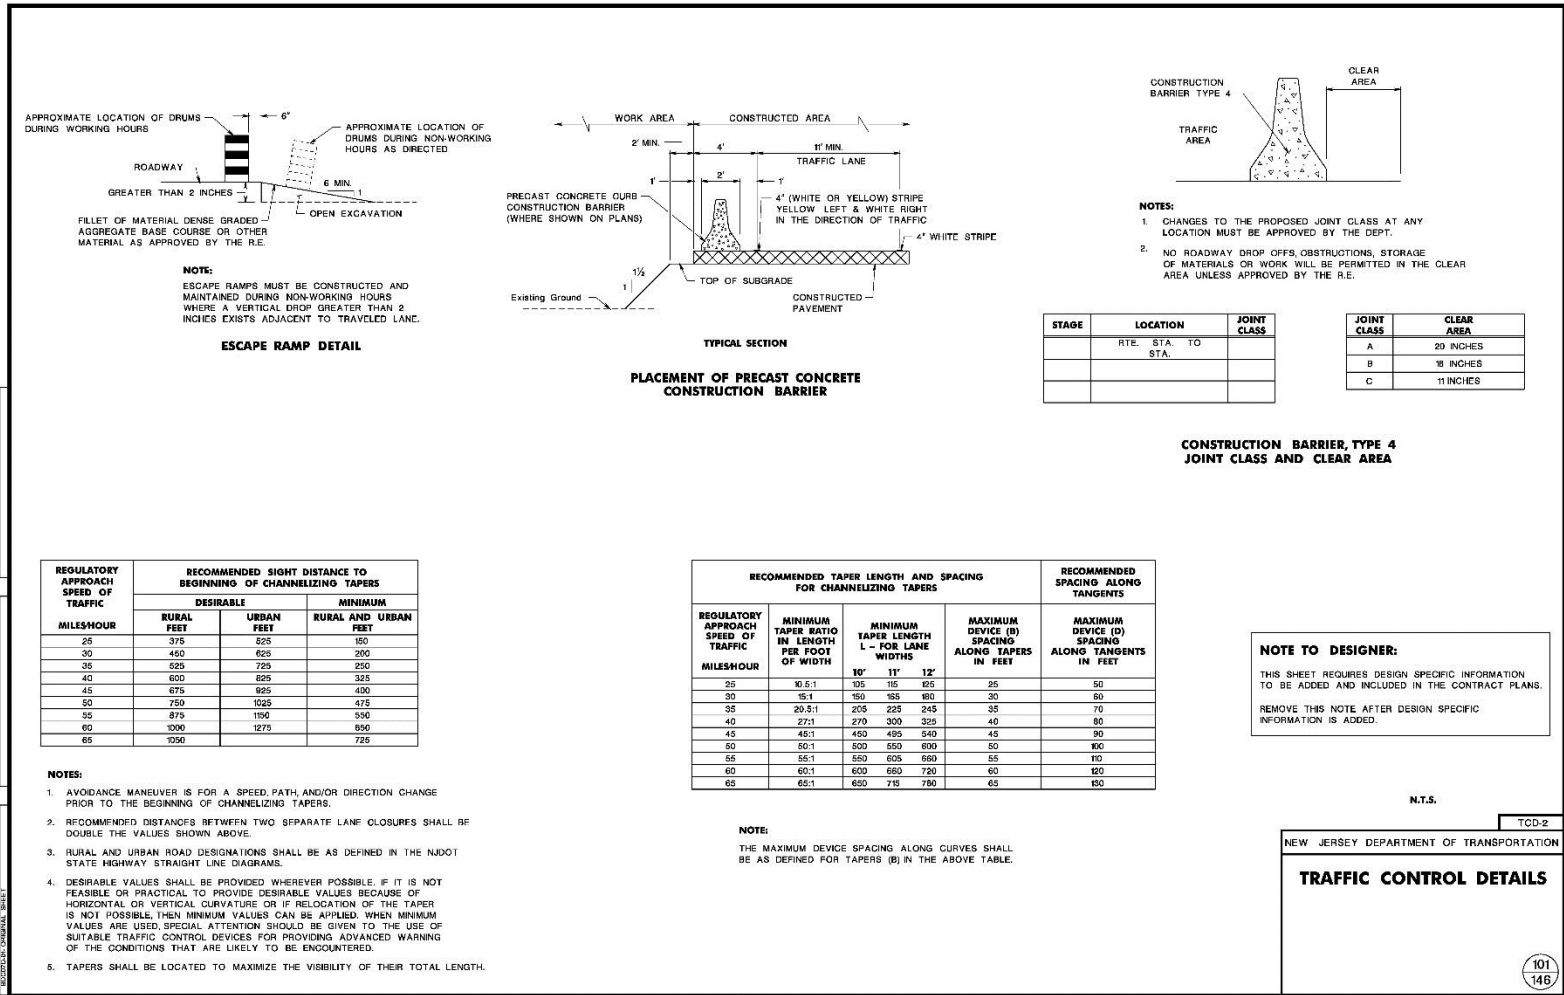 APPROXIMATE LOCATION OF DRUMS
DURING WORKING HOURS
6"
APPROXIMATE LOCATION OF
DRUMS DURING NON-WORKING
HOURS AS DIRECTED
ROADWAY
GREATER THAN 2 INCHES
6 MIN.
1
OPEN EXCAVATION
FILLET OF MATERIAL DENSE GRADED
AGGREGATE BASE COURSE OR OTHER
MATERIAL AS APPROVED BY THE R.E.
NOTE:
ESCAPE RAMPS MUST BE CONSTRUCTED AND
MAINTAINED DURING NON-WORKING HOURS
WHERE A VERTICAL DROP GREATER THAN 2
INCHES EXISTS ADJACENT TO TRAVELED LANE.
ESCAPE RAMP DETAIL
WORK AREA
CONSTRUCTED AREA
2' MIN.
4'
11' MIN.
TRAFFIC LANE
1'
2'
1'
PRECAST CONCRETE CURB
CONSTRUCTION BARRIER
(WHERE SHOWN ON PLANS)
4" (WHITE OR YELLOW) STRIPE
YELLOW LEFT & WHITE RIGHT
IN THE DIRECTION OF TRAFFIC
4" WHITE STRIPE
1½
1
TOP OF SUBGRADE
Existing Ground
CONSTRUCTED
PAVEMENT
TYPICAL SECTION
PLACEMENT OF PRECAST CONCRETE
CONSTRUCTION BARRIER
CONSTRUCTION
BARRIER TYPE 4
CLEAR
AREA
TRAFFIC
AREA
NOTES:
1. CHANGES TO THE PROPOSED JOINT CLASS AT ANY
LOCATION MUST BE APPROVED BY THE DEPT.
2. NO ROADWAY DROP OFFS, OBSTRUCTIONS, STORAGE
OF MATERIALS OR WORK WILL BE PERMITTED IN THE CLEAR
AREA UNLESS APPROVED BY THE R.E.
STAGE LOCATION JOINT CLASS
RTE. STA. TO
STA.
JOINT CLASS CLEAR AREA
A 20 INCHES
B 16 INCHES
C 11 INCHES
CONSTRUCTION BARRIER, TYPE 4
JOINT CLASS AND CLEAR AREA
REGULATORY
APPROACH
SPEED OF
TRAFFIC
MILES/HOUR
RECOMMENDED SIGHT DISTANCE TO
BEGINNING OF CHANNELIZING TAPERS
DESIRABLE MINIMUM
RURAL FEET URBAN FEET RURAL AND URBAN FEET
25 375 525 150
30 450 625 200
35 525 725 250
40 600 825 325
45 675 925 400
50 750 1025 475
55 875 1150 550
60 1000 1275 650
65 1050 725
NOTES:
1. AVOIDANCE MANEUVER IS FOR A SPEED, PATH, AND/OR DIRECTION CHANGE
PRIOR TO THE BEGINNING OF CHANNELIZING TAPERS.
2. RECOMMENDED DISTANCES BETWEEN TWO SEPARATE LANE CLOSURES SHALL BE
DOUBLE THE VALUES SHOWN ABOVE.
3. RURAL AND URBAN ROAD DESIGNATIONS SHALL BE AS DEFINED IN THE NJDOT
STATE HIGHWAY STRAIGHT LINE DIAGRAMS.
4. DESIRABLE VALUES SHALL BE PROVIDED WHEREVER POSSIBLE. IF IT IS NOT
FEASIBLE OR PRACTICAL TO PROVIDE DESIRABLE VALUES BECAUSE OF
HORIZONTAL OR VERTICAL CURVATURE OR IF RELOCATION OF THE TAPER
IS NOT POSSIBLE, THEN MINIMUM VALUES CAN BE APPLIED. WHEN MINIMUM
VALUES ARE USED, SPECIAL ATTENTION SHOULD BE GIVEN TO THE USE OF
SUITABLE TRAFFIC CONTROL DEVICES FOR PROVIDING ADVANCED WARNING
OF THE CONDITIONS THAT ARE LIKELY TO BE ENCOUNTERED.
5. TAPERS SHALL BE LOCATED TO MAXIMIZE THE VISIBILITY OF THEIR TOTAL LENGTH.
RECOMMENDED TAPER LENGTH AND SPACING
FOR CHANNELIZING TAPERS
RECOMMENDED
SPACING ALONG
TANGENTS
REGULATORY
APPROACH
SPEED OF
TRAFFIC
MILES/HOUR
MINIMUM
TAPER RATIO
IN LENGTH
PER FOOT
OF WIDTH
MINIMUM
TAPER LENGTH
L - FOR LANE
WIDTHS
10' 11' 12'
MAXIMUM
DEVICE (B)
SPACING
ALONG TAPERS
IN FEET
MAXIMUM
DEVICE (D)
SPACING
ALONG TANGENTS
IN FEET
25 10.5:1 105 115 125 25 50
30 15:1 150 165 180 30 60
35 20.5:1 205 225 245 35 70
40 27:1 270 300 325 40 80
45 45:1 450 495 540 45 90
50 50:1 500 550 600 50 100
55 55:1 550 605 660 55 110
60 60:1 600 660 720 60 120
65 65:1 650 715 780 65 130
NOTE:
THE MAXIMUM DEVICE SPACING ALONG CURVES SHALL
BE AS DEFINED FOR TAPERS (B) IN THE ABOVE TABLE.
NOTE TO DESIGNER:
THIS SHEET REQUIRES DESIGN SPECIFIC INFORMATION
TO BE ADDED AND INCLUDED IN THE CONTRACT PLANS.
REMOVE THIS NOTE AFTER DESIGN SPECIFIC
INFORMATION IS ADDED.
N.T.S.
TCD-2
NEW JERSEY DEPARTMENT OF TRANSPORTATION
TRAFFIC CONTROL DETAILS
101
146
ORIGINAL SHEET